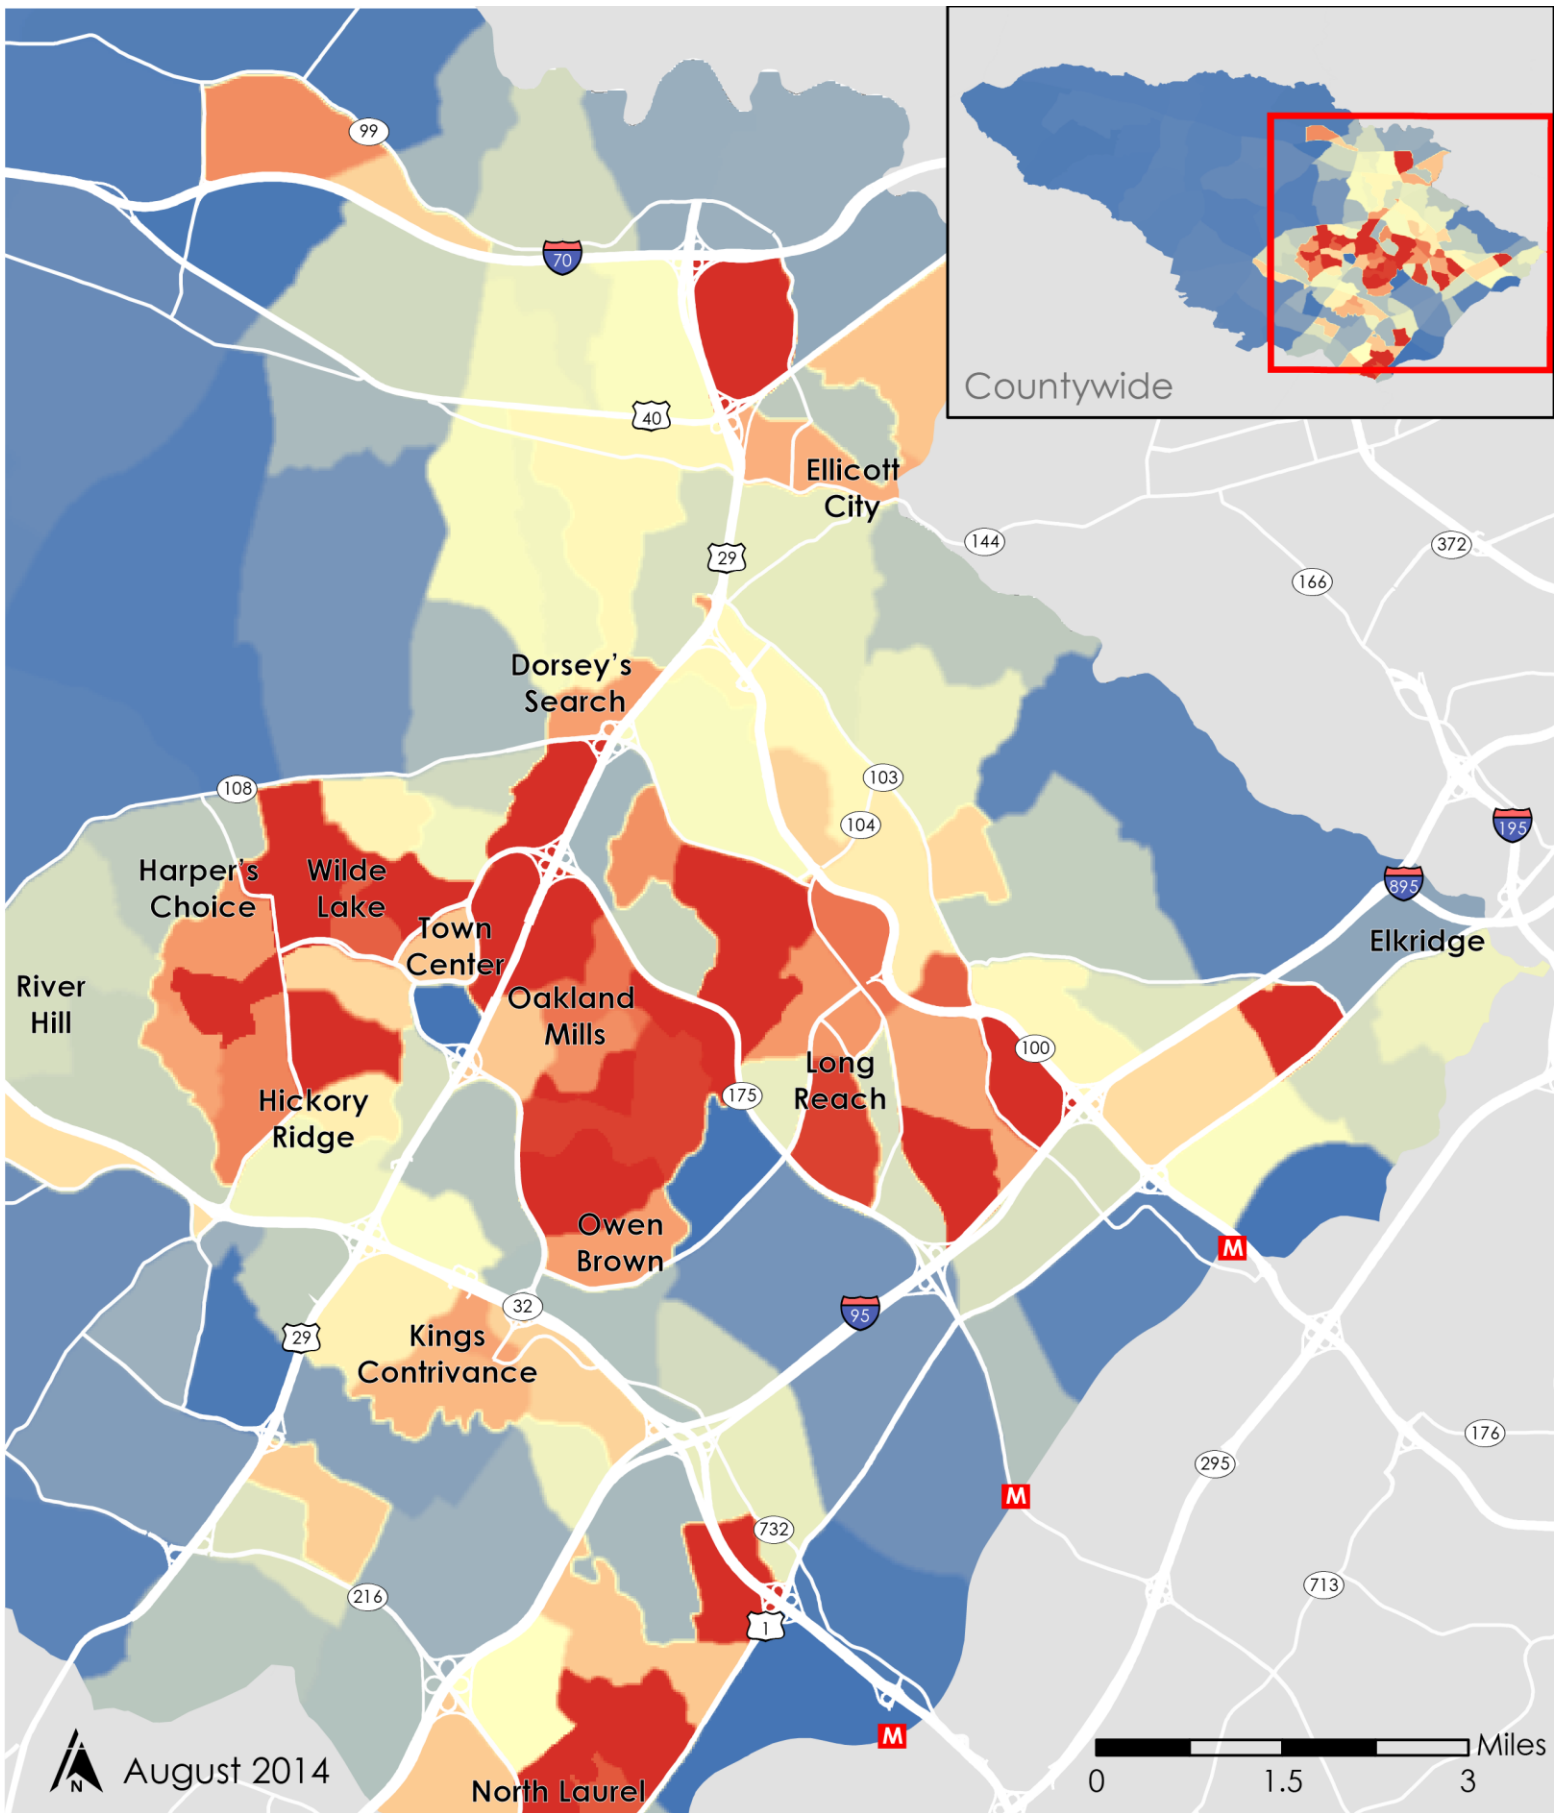 99
70
Countywide
40
Ellicott
City
144
372
29
166
Dorsey's
Search
108
103
195
104
Harper's
Choice
Wilde
Lake
895
Town
Center
Elkridge
River
Hill
Oakland
Mills
100
Long
Reach
175
Hickory
Ridge
Owen
Brown
M
32
95
29
Kings
Contrivance
176
295
M
732
216
713
1
M
Miles
N
August 2014
0
1.5
3
North Laurel